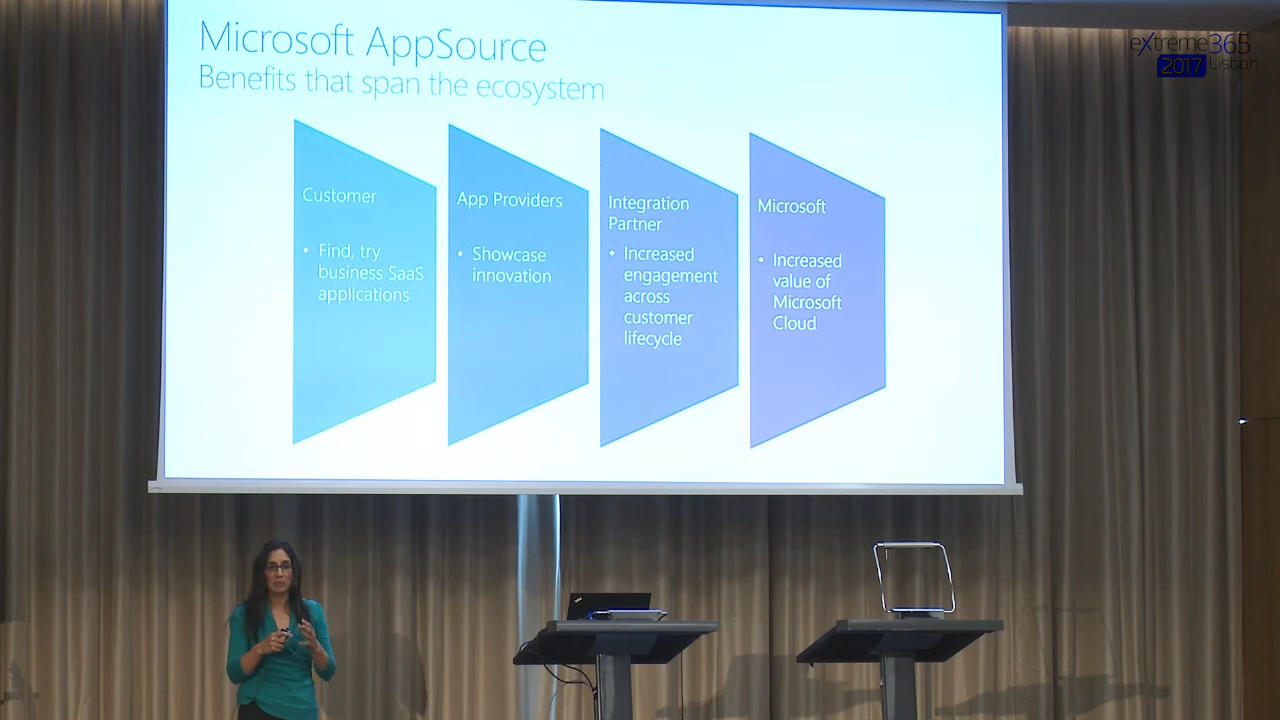 Microsoft AppSource
Benefits that span the ecosystem
Customer
• Find, try
business SaaS
applications
App Providers
• Showcase
innovation
Integration
Partner
• Increased
engagement
across
customer
lifecycle
Microsoft
• Increased
value of
Microsoft
Cloud
eXtreme365
2017 Lisbon